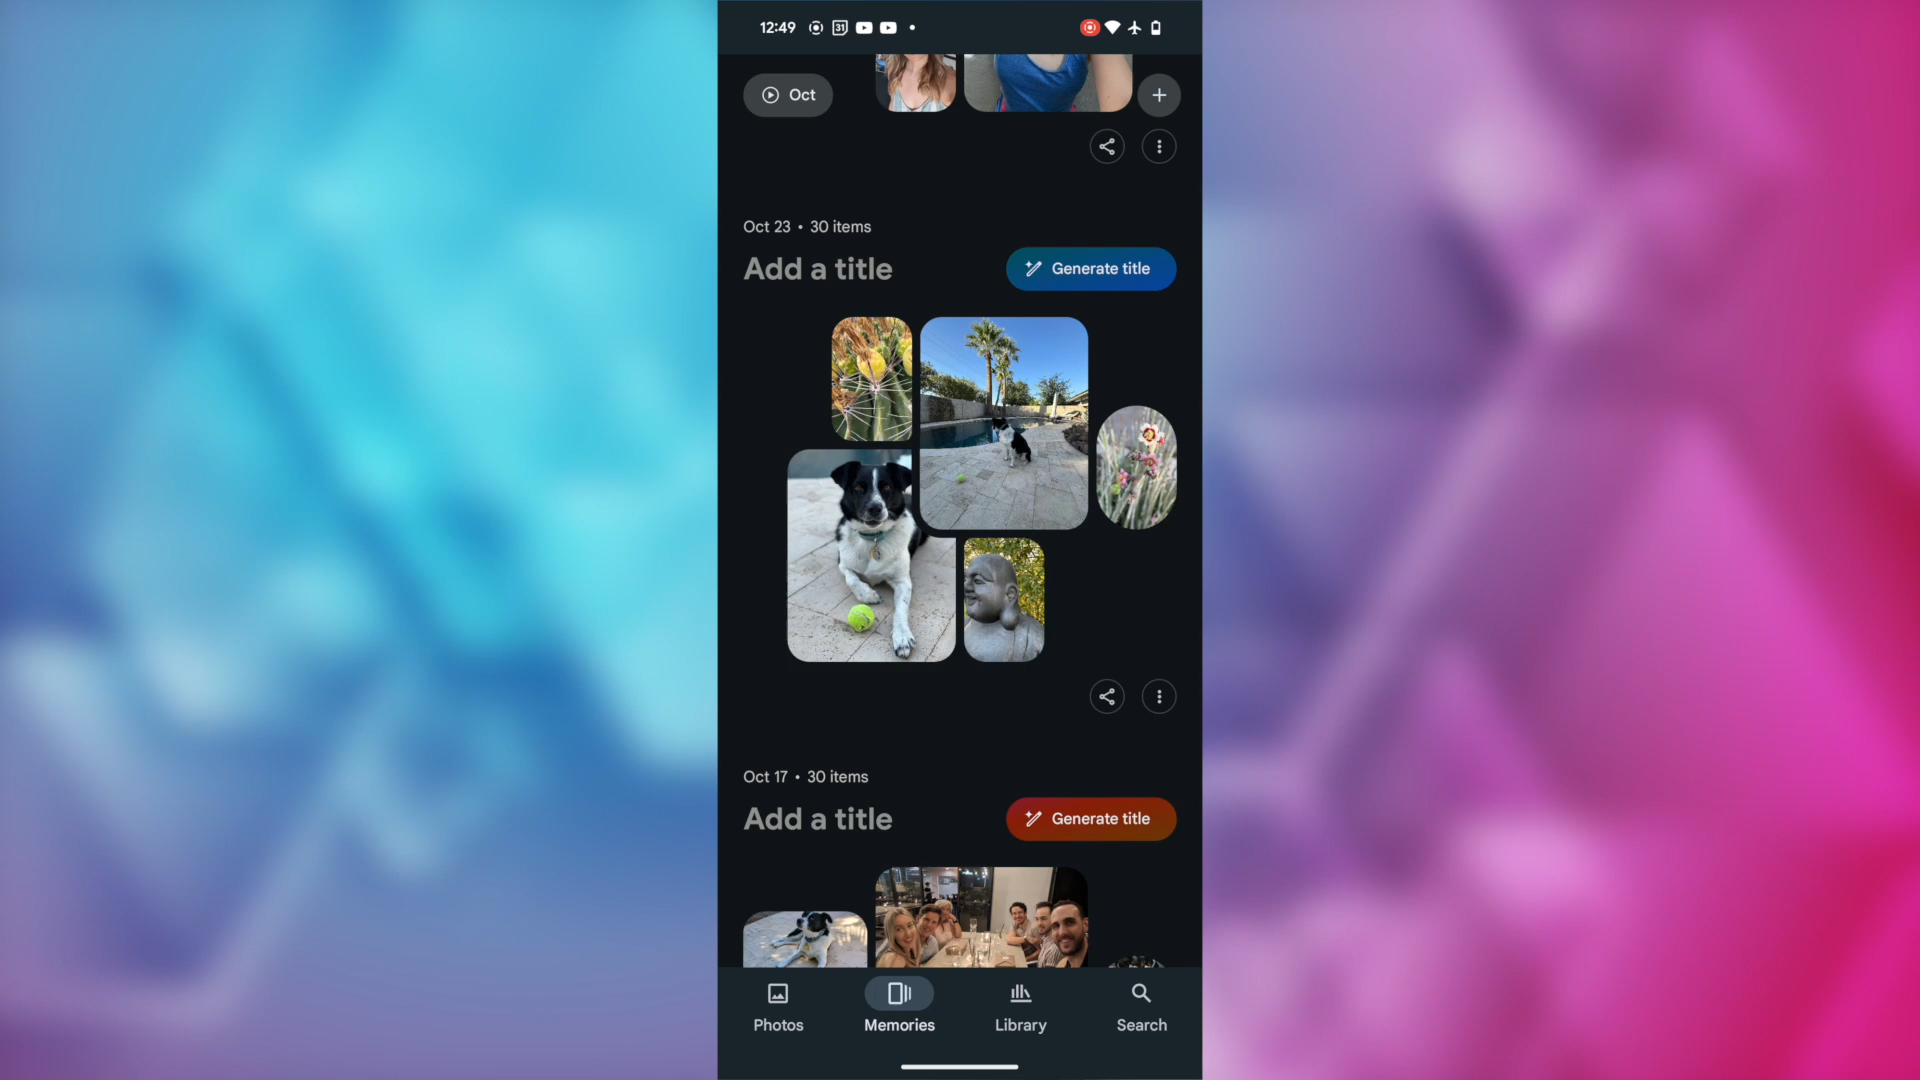 12:49
31
Oct
Oct 23 • 30 items
Add a title
Generate title
Oct 17 • 30 items
Add a title
Generate title
Photos
Memories
Library
Search